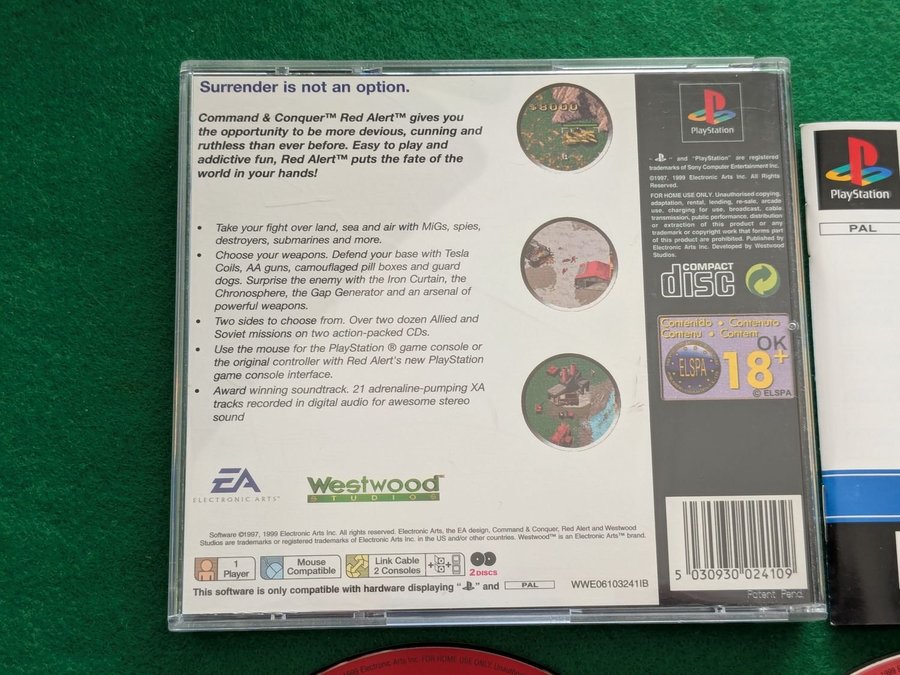 Surrender is not an option.
Command & Conquer™ Red Alert™ gives you
the opportunity to be more devious, cunning and
ruthless than ever before. Easy to play and
addictive fun, Red Alert™ puts the fate of the
world in your hands!
• Take your fight over land, sea and air with MiGs, spies,
destroyers, submarines and more.
• Choose your weapons. Defend your base with Tesla
Coils, AA guns, camouflaged pill boxes and guard
dogs. Surprise the enemy with the Iron Curtain, the
Chronosphere, the Gap Generator and an arsenal of
powerful weapons.
• Two sides to choose from. Over two dozen Allied and
Soviet missions on two action-packed CDs.
• Use the mouse for the PlayStation ® game console or
the original controller with Red Alert's new PlayStation
game console interface.
• Award winning soundtrack. 21 adrenaline-pumping XA
tracks recorded in digital audio for awesome stereo
sound
$8000
EA
ELECTRONIC ARTS™
Westwood™
STUDIOS
Software ©1997, 1999 Electronic Arts Inc. All rights reserved. Electronic Arts, the EA design, Command & Conquer, Red Alert and Westwood
Studios are trademarks or registered trademarks of Electronic Arts Inc. in the US and/or other countries. Westwood™ is an Electronic Arts™ brand.
1
Player
Mouse
Compatible
Link Cable
2 Consoles
2 DISCS
This software is only compatible with hardware displaying " " and PAL
WWE06103241IB
PlayStation
" " and "PlayStation" are registered
trademarks of Sony Computer Entertainment Inc.
©1997, 1999 Electronic Arts Inc. All Rights
Reserved.
FOR HOME USE ONLY. Unauthorised copying,
adaptation, rental, lending, re-sale, arcade
use, charging for use, broadcast, cable
transmission, public performance, distribution
or extraction of this product or any
trademark or copyright work that forms part
of this product are prohibited. Published by
Electronic Arts Inc. Developed by Westwood
Studios.
COMPACT
disc
Contenido • Contenuto
Contenu • Content
OK
ELSPA
18+
© ELSPA
5 030930 024109
Patent Pend.
PlayStation
PAL
1999 Electronic Arts Inc. FOR HOME USE ONLY.